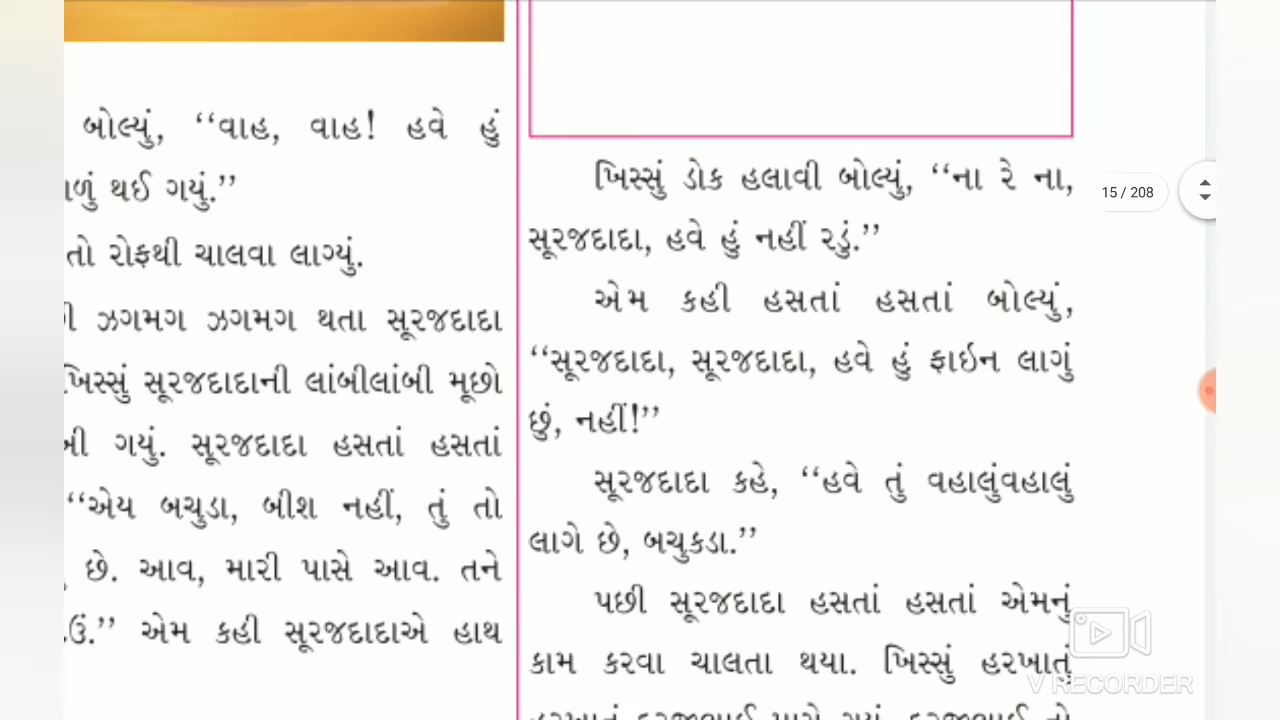 બોલ્યું, ‘‘વાહ, વાહ! હવે હું
થઈ ગયું.’’
તો રોફથી ચાલવા લાગ્યું.
ઝગમગ ઝગમગ થતા સૂરજદાદા
ખિસ્સું સૂરજદાદાની લાંબીલાંબી મૂછો
ગયું. સૂરજદાદા હસતાં હસતાં
‘‘એય બચુડા, બીશ નહીં, તું તો
છે. આવ, મારી પાસે આવ. તને
એમ કહી સૂરજદાદાએ હાથ
ખિસ્સું ડોક હલાવી બોલ્યું, ‘‘ના રે ના,
સૂરજદાદા, હવે હું નહીં રડું.’’
એમ કહી હસતાં હસતાં બોલ્યું,
‘‘સૂરજદાદા, સૂરજદાદા, હવે હું ફાઇન લાગું
છું, નહીં!’’
સૂરજદાદા કહે, ‘‘હવે તું વહાલુંવહાલું
લાગે છે, બચુકડા.’’
પછી સૂરજદાદા હસતાં હસતાં એમનું
કામ કરવા ચાલતા થયા. ખિસ્સું હરખાતું
15 / 208
V RECORDER